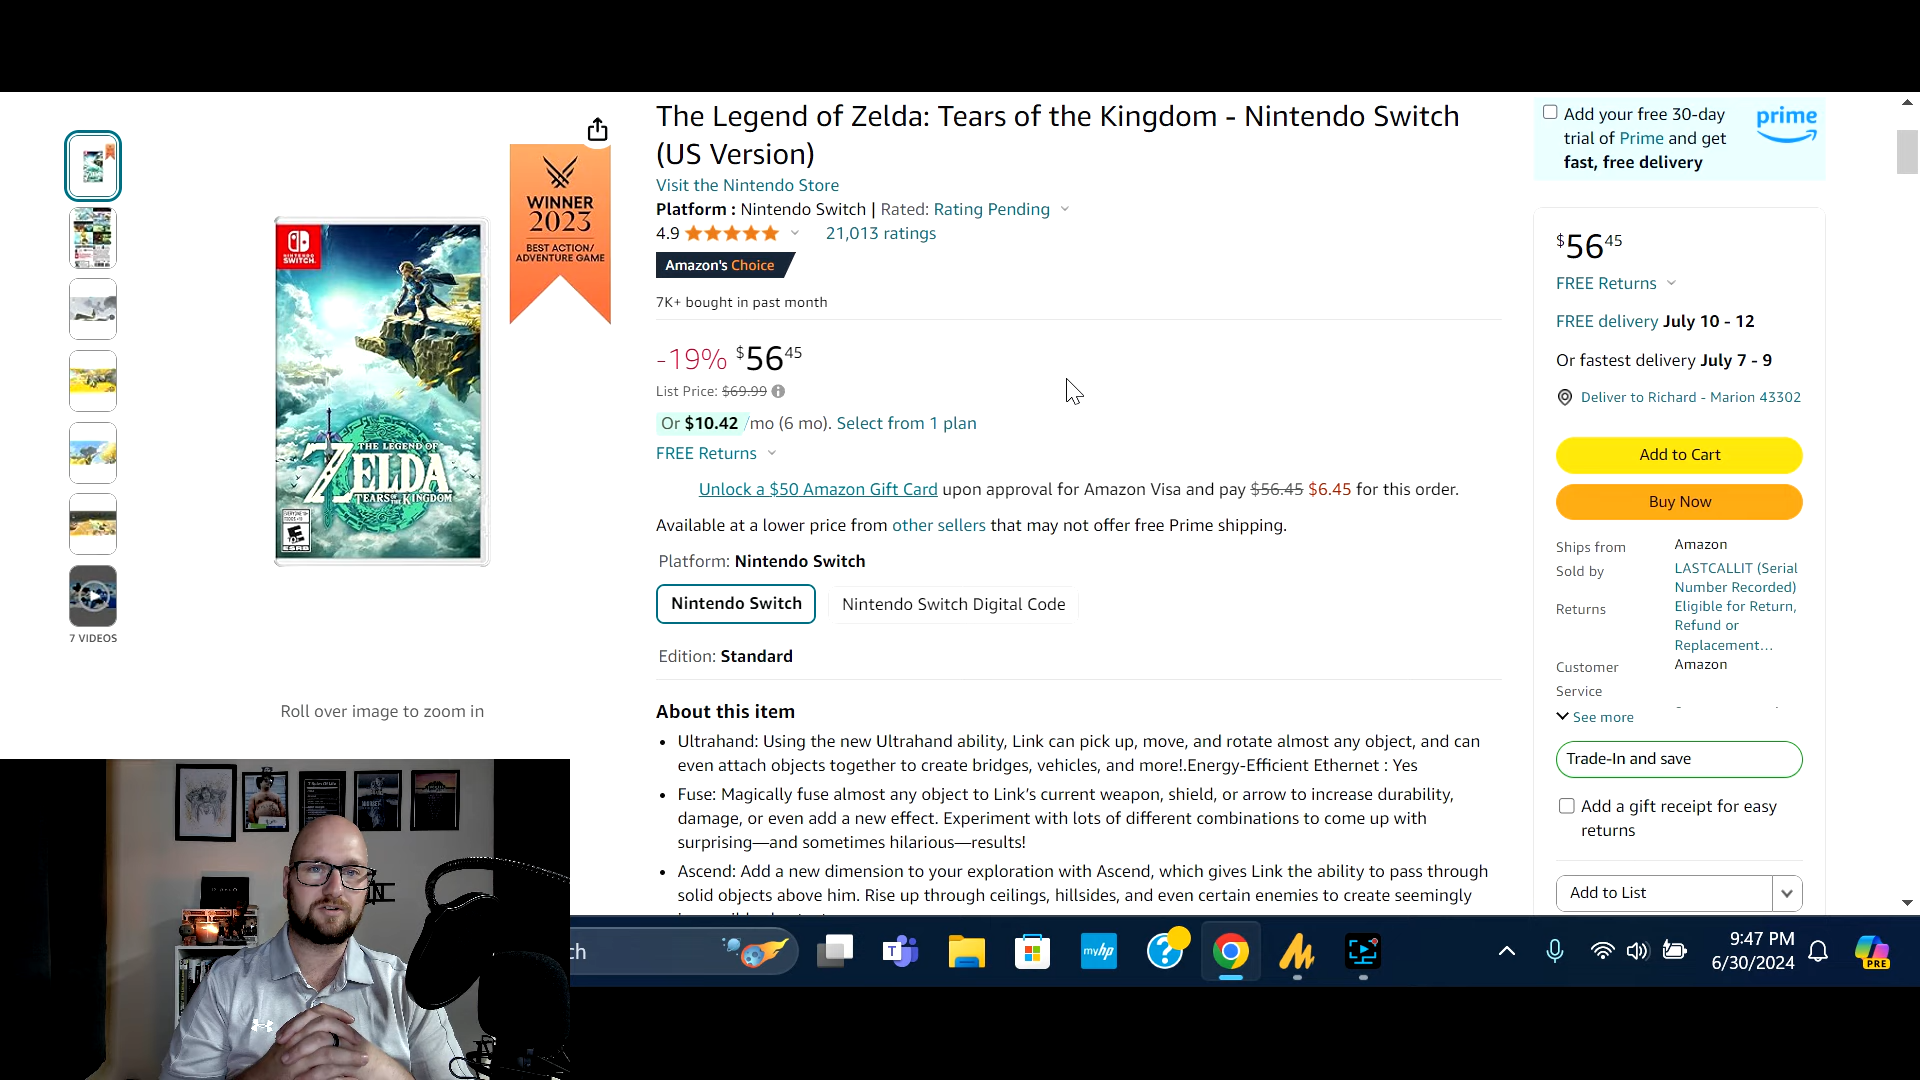 The Legend of Zelda: Tears of the Kingdom - Nintendo Switch
(US Version)
Visit the Nintendo Store
Platform : Nintendo Switch | Rated: Rating Pending
4.9
21,013 ratings
Amazon's Choice
7K+ bought in past month
-19% $56 45
List Price: $69.99
Or $10.42 /mo (6 mo). Select from 1 plan
FREE Returns
Unlock a $50 Amazon Gift Card upon approval for Amazon Visa and pay $56.45 $6.45 for this order.
Available at a lower price from other sellers that may not offer free Prime shipping.
Platform: Nintendo Switch
Nintendo Switch
Nintendo Switch Digital Code
Edition: Standard
About this item
• Ultrahand: Using the new Ultrahand ability, Link can pick up, move, and rotate almost any object, and can
even attach objects together to create bridges, vehicles, and more!.Energy-Efficient Ethernet : Yes
• Fuse: Magically fuse almost any object to Link's current weapon, shield, or arrow to increase durability,
damage, or even add a new effect. Experiment with lots of different combinations to come up with
surprising—and sometimes hilarious—results!
• Ascend: Add a new dimension to your exploration with Ascend, which gives Link the ability to pass through
solid objects above him. Rise up through ceilings, hillsides, and even certain enemies to create seemingly
WINNER
2023
BEST ACTION/
ADVENTURE GAME
NINTENDO
SWITCH
THE LEGEND OF
ZELDA
TEARS OF THE KINGDOM
E
ESRB
7 VIDEOS
Roll over image to zoom in
Add your free 30-day
trial of Prime and get
fast, free delivery
prime
$56 45
FREE Returns
FREE delivery July 10 - 12
Or fastest delivery July 7 - 9
Deliver to Richard - Marion 43302
Add to Cart
Buy Now
Ships from
Amazon
Sold by
LASTCALLIT (Serial
Number Recorded)
Returns
Eligible for Return,
Refund or
Replacement...
Customer
Service
Amazon
See more
Trade-In and save
Add a gift receipt for easy
returns
Add to List
ch
T
myhp
?
9:47 PM
6/30/2024
PRE